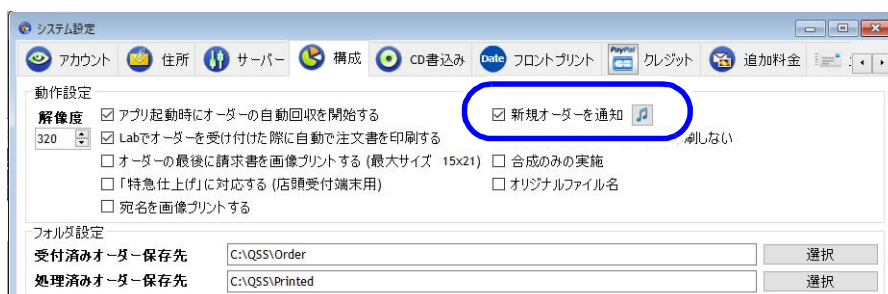 システム設定
アカウント 住所 サーバー 構成 CD書込み Date フロントプリント PayPal クレジット 追加料金
動作設定
解像度 アプリ起動時にオーダーの自動回収を開始する 新規オーダーを通知
320 Labでオーダーを受け付けた際に自動で注文書を印刷する 刷しない
オーダーの最後に請求書を画像プリントする (最大サイズ 15x21) 合成のみの実施
「特急仕上げ」に対応する (店頭受付端末用) オリジナルファイル名
宛名を画像プリントする
フォルダ設定
受付済みオーダー保存先 C:\QSS\Order 選択
処理済みオーダー保存先 C:\QSS\Printed 選択